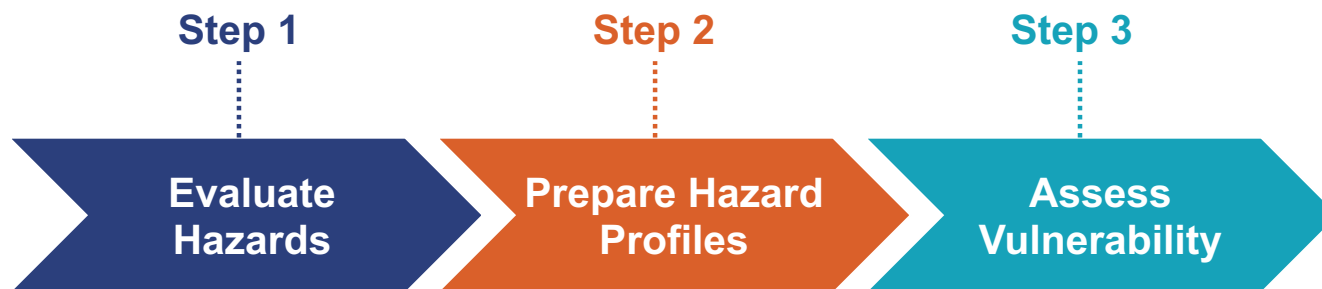 Step 1
Step 2
Step 3
Evaluate
Hazards
Prepare Hazard
Profiles
Assess
Vulnerability